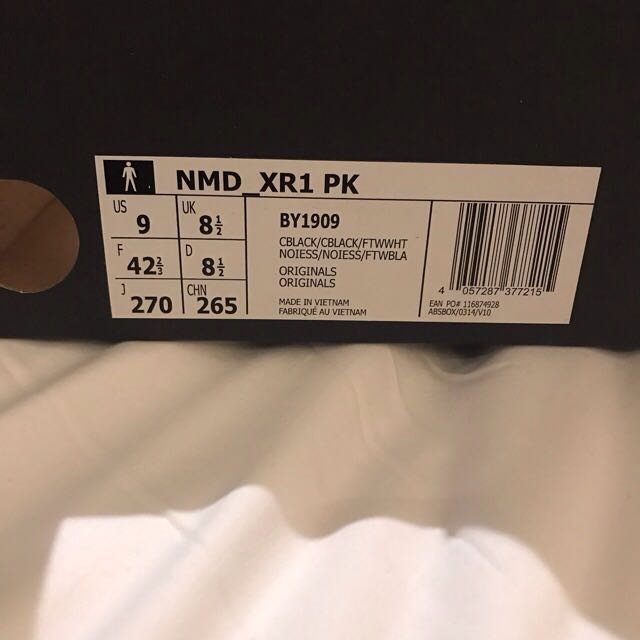 NMD_XR1 PK
US 9 UK 8½
F 42⅔ D 8½
J 270 CHN 265
BY1909
CBLACK/CBLACK/FTWWHT
NOIESS/NOIESS/FTWBLA
ORIGINALS
ORIGINALS
MADE IN VIETNAM
FABRIQUÉ AU VIETNAM
4 057287 377215
EAN PO# 116874928
ABSBOX/0314/V10